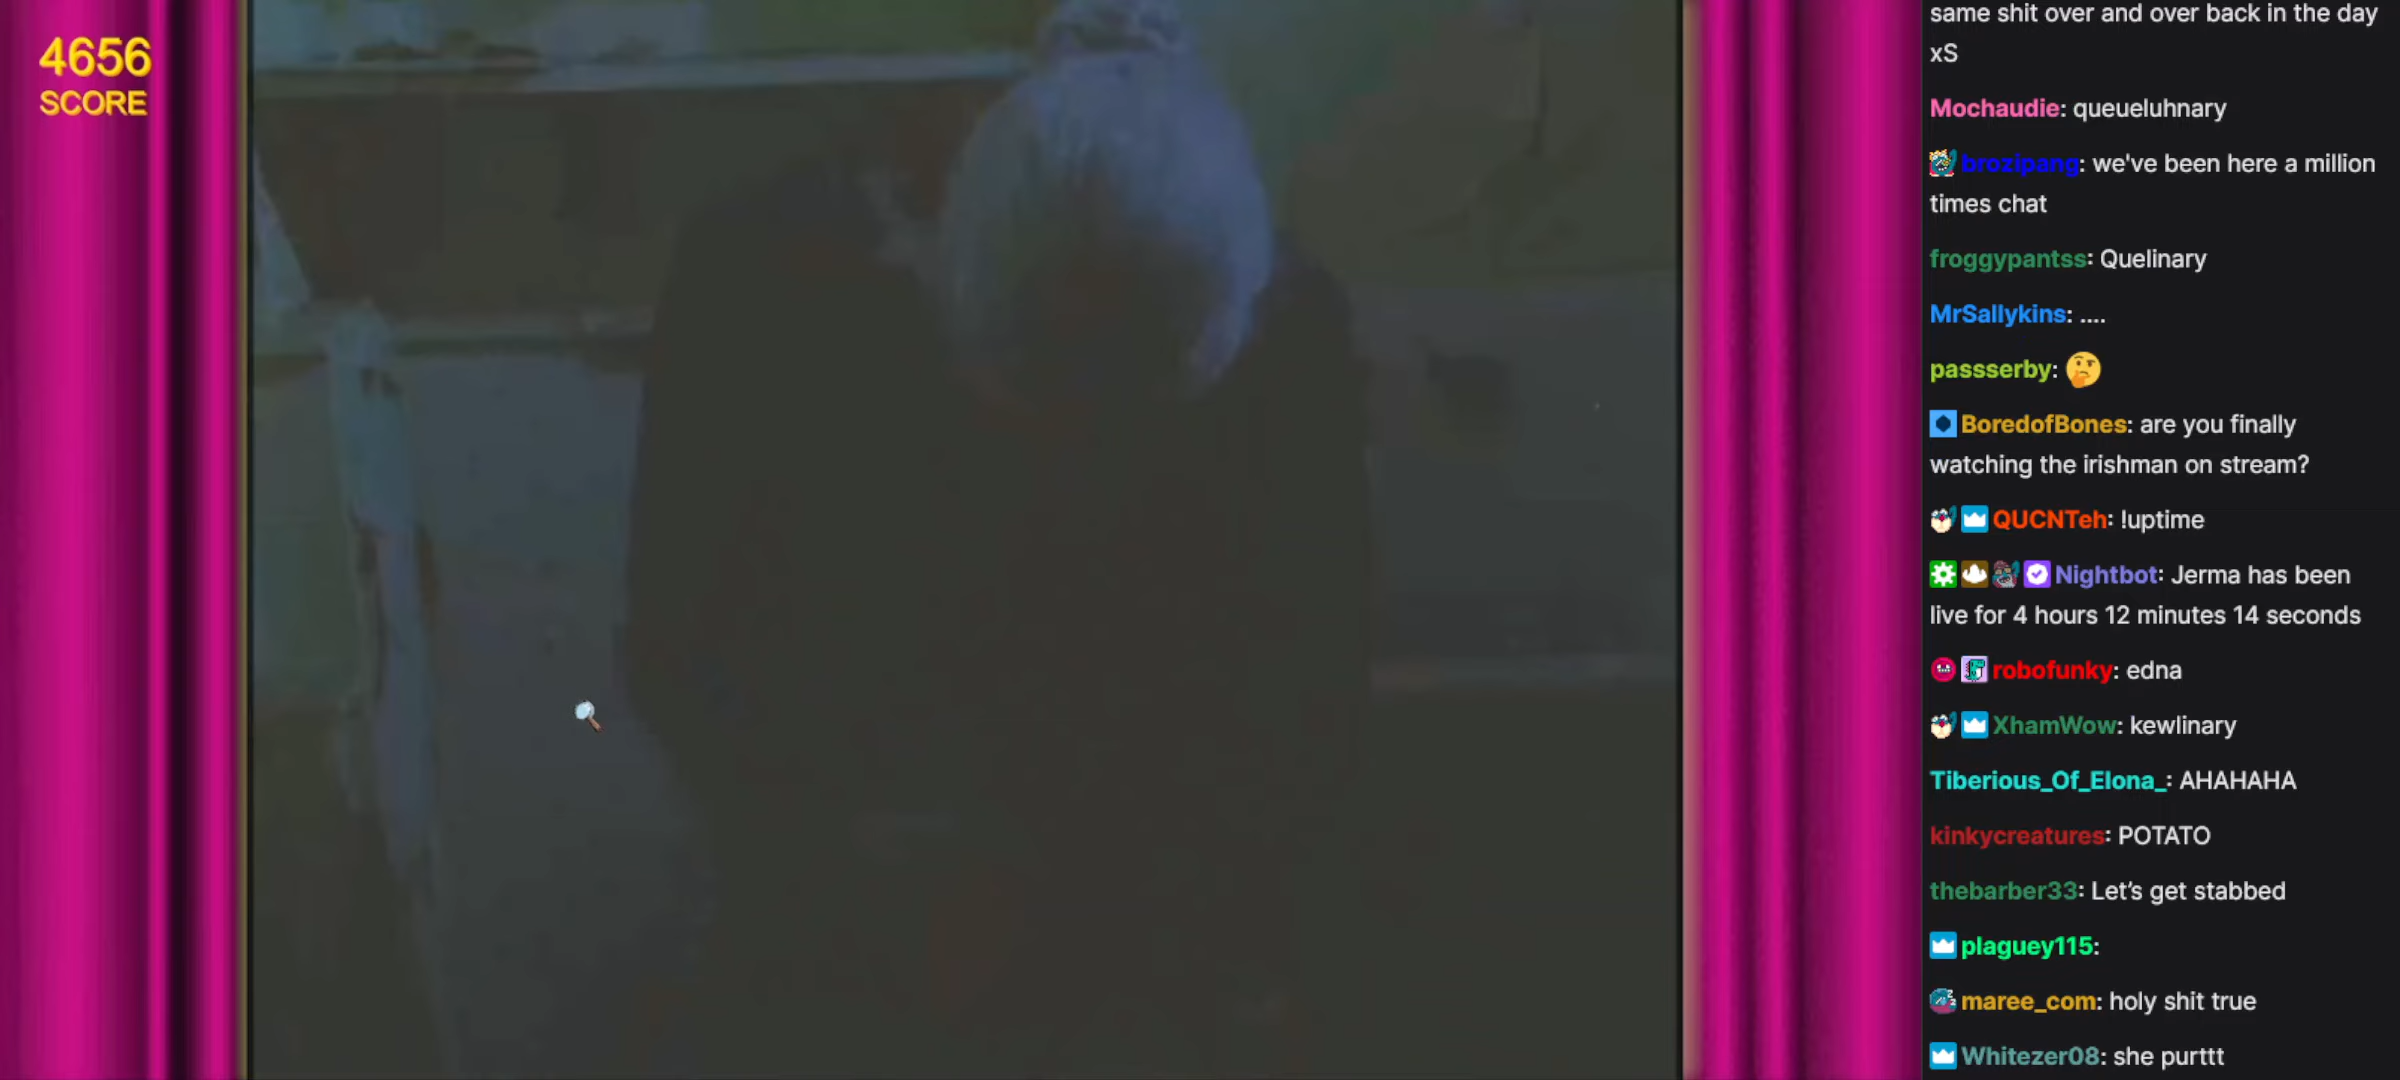 4656
SCORE
same shit over and over back in the day
xS
Mochaudie: queueluhnary
brozipang: we've been here a million
times chat
froggypantss: Quelinary
MrSallykins: ....
passserby: 🤔
BoredofBones: are you finally
watching the irishman on stream?
QUCNTeh: !uptime
Nightbot: Jerma has been
live for 4 hours 12 minutes 14 seconds
robofunky: edna
XhamWow: kewlinary
Tiberious_Of_Elona_: AHAHAHA
kinkycreatures: POTATO
thebarber33: Let's get stabbed
plaguey115:
maree_com: holy shit true
Whitezer08: she purttt